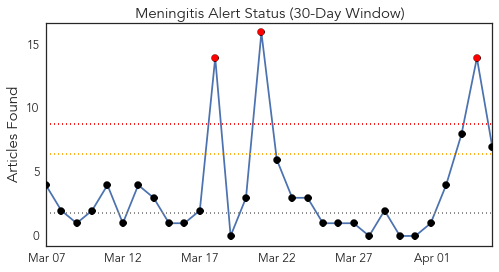 Meningitis Alert Status (30-Day Window)
Articles Found
15
10
5
0
Mar 07 Mar 12 Mar 17 Mar 22 Mar 27 Apr 01